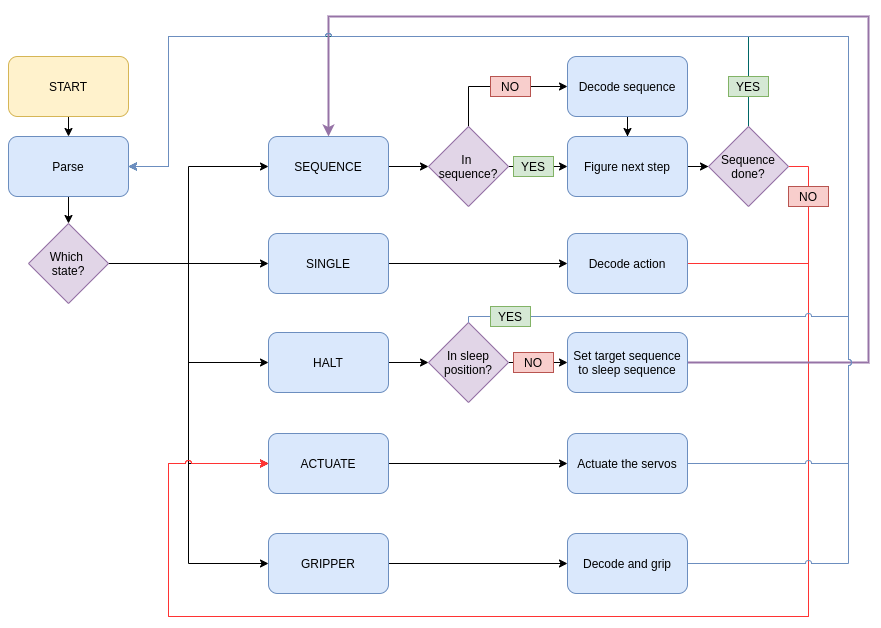 START
Parse
Which
state?
SEQUENCE
In
sequence?
NO
YES
Decode sequence
Figure next step
Sequence
done?
YES
NO
SINGLE
Decode action
HALT
In sleep
position?
YES
NO
Set target sequence
to sleep sequence
ACTUATE
Actuate the servos
GRIPPER
Decode and grip